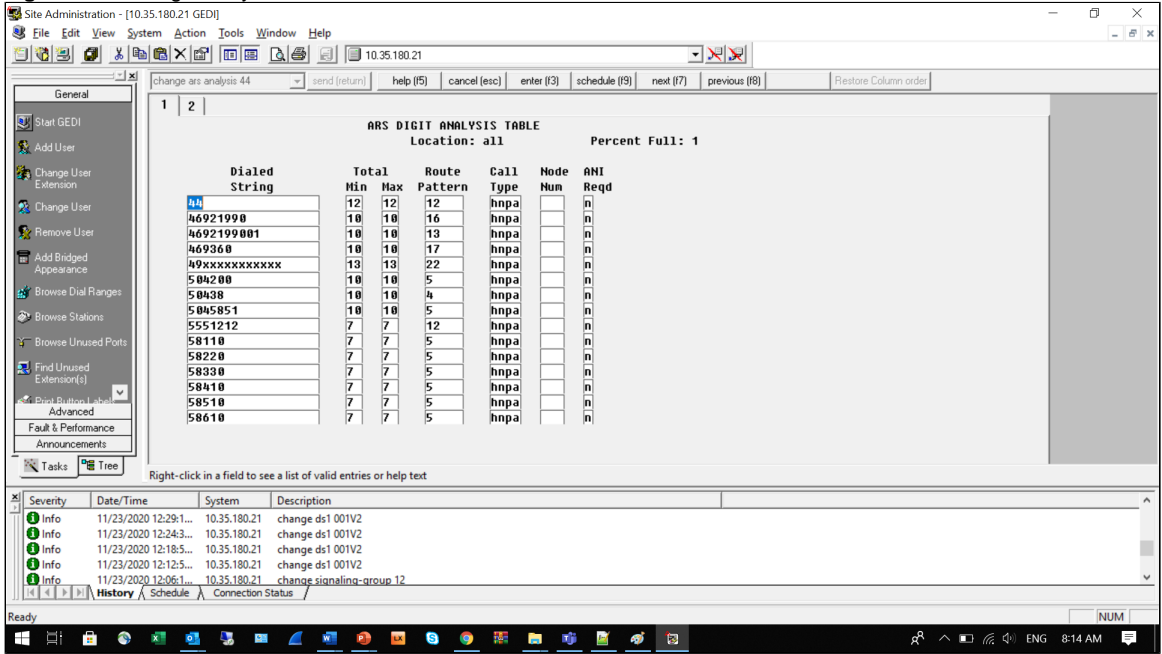 Site Administration - [10.35.180.21 GEDI]
File Edit View System Action Tools Window Help
10.35.180.21
General
Start GEDI
Add User
Change User
Extension
Change User
Remove User
Add Bridged
Appearance
Browse Dial Ranges
Browse Stations
Browse Unused Ports
Find Unused
Extension(s)
Print Button Labels
Advanced
Fault & Performance
Announcements
Tasks Tree
change ars analysis 44 send (return) help (f5) cancel (esc) enter (f3) schedule (f9) next (f7) previous (f8) Restore Column order
1 2
ARS DIGIT ANALYSIS TABLE
Location: all Percent Full: 1
Dialed Total Route Call Node ANI
String Min Max Pattern Type Num Reqd
44 12 12 12 hnpa n
46921990 10 10 16 hnpa n
4692199001 10 10 13 hnpa n
469360 10 10 17 hnpa n
49xxxxxxxxxxx 13 13 22 hnpa n
504200 10 10 5 hnpa n
50438 10 10 4 hnpa n
5045851 10 10 5 hnpa n
5551212 7 7 12 hnpa n
58110 7 7 5 hnpa n
58220 7 7 5 hnpa n
58330 7 7 5 hnpa n
58410 7 7 5 hnpa n
58510 7 7 5 hnpa n
58610 7 7 5 hnpa n
Right-click in a field to see a list of valid entries or help text
Severity Date/Time System Description
Info 11/23/2020 12:29:1... 10.35.180.21 change ds1 001V2
Info 11/23/2020 12:24:3... 10.35.180.21 change ds1 001V2
Info 11/23/2020 12:18:5... 10.35.180.21 change ds1 001V2
Info 11/23/2020 12:12:5... 10.35.180.21 change ds1 001V2
Info 11/23/2020 12:06:1... 10.35.180.21 change signaling-group 12
History Schedule Connection Status
Ready NUM
ENG 8:14 AM